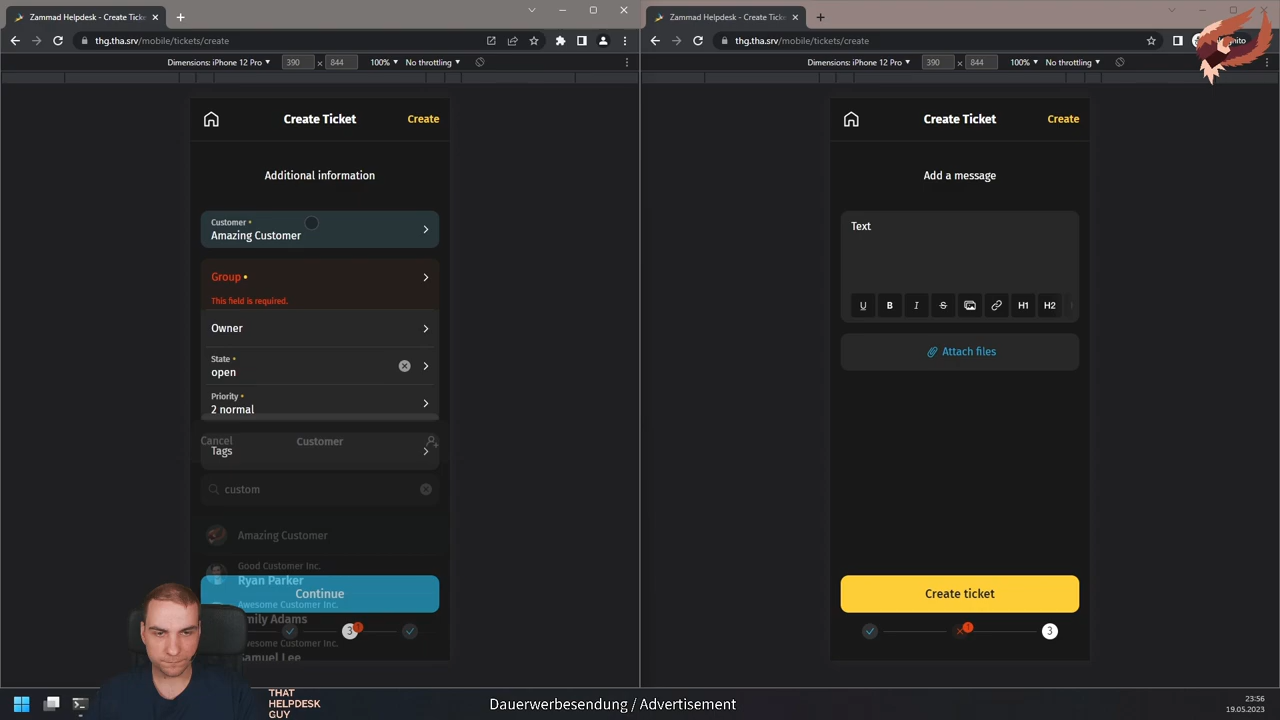 Zammad Helpdesk - Create Ticke
thg.tha.srv/mobile/tickets/create
Dimensions: iPhone 12 Pro 390 × 844 100% No throttling
Create Ticket
Create
Additional information
Customer
Amazing Customer
Group
This field is required.
Owner
State
open
Priority
2 normal
Cancel
Customer
Tags
custom
Amazing Customer
Good Customer Inc.
Ryan Parker
Continue
Awesome Customer Inc.
Emily Adams
Awesome Customer Inc.
Samuel Lee
3
Zammad Helpdesk - Create Ticke
thg.tha.srv/mobile/tickets/create
Dimensions: iPhone 12 Pro 390 × 844 100% No throttling
Create Ticket
Create
Add a message
Text
U B I S H1 H2
Attach files
Create ticket
1
3
THAT
HELPDESK
GUY
Dauerwerbesendung / Advertisement
23:56
19.05.2023